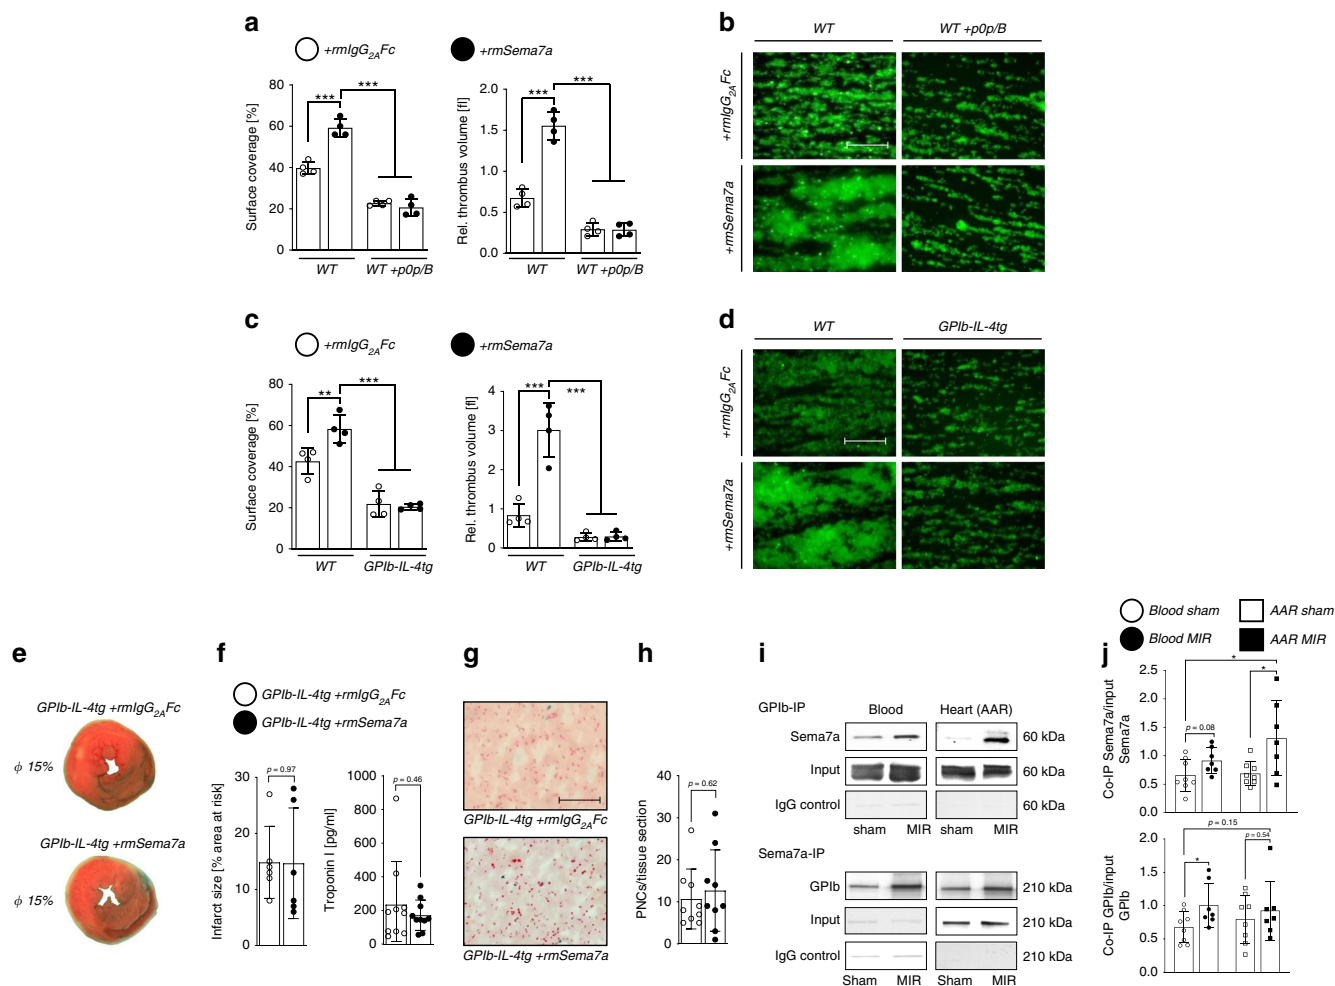 a
+rmIgG2AFc
+rmSema7a
Surface coverage [%]
80
60
40
20
0
***
***
WT
WT +p0p/B
Rel. thrombus volume [fl]
2.0
1.5
1.0
0.5
0.0
***
***
WT
WT +p0p/B
b
WT
WT +p0p/B
+rmIgG2AFc
+rmSema7a
c
+rmIgG2AFc
+rmSema7a
Surface coverage [%]
80
60
40
20
0
**
***
WT
GPIb-IL-4tg
Rel. thrombus volume [fl]
4
3
2
1
0
***
***
WT
GPIb-IL-4tg
d
WT
GPIb-IL-4tg
+rmIgG2AFc
+rmSema7a
e
GPIb-IL-4tg +rmIgG2AFc
ϕ 15%
GPIb-IL-4tg +rmSema7a
ϕ 15%
f
GPIb-IL-4tg +rmIgG2AFc
GPIb-IL-4tg +rmSema7a
Infarct size [% area at risk]
30
20
10
0
p = 0.97
Troponin I [pg/ml]
1000
800
600
400
200
0
p = 0.46
g
GPIb-IL-4tg +rmIgG2AFc
GPIb-IL-4tg +rmSema7a
h
PNCs/tissue section
40
30
20
10
0
p = 0.62
i
GPIb-IP
Blood
Heart (AAR)
Sema7a
60 kDa
Input
60 kDa
IgG control
60 kDa
sham
MIR
sham
MIR
Sema7a-IP
GPIb
210 kDa
Input
210 kDa
IgG control
210 kDa
Sham
MIR
Sham
MIR
Blood sham
AAR sham
Blood MIR
AAR MIR
j
Co-IP Sema7a/input
Sema7a
2.5
2.0
1.5
1.0
0.5
0.0
*
*
p = 0.08
Co-IP GPIb/input
GPIb
2.0
1.5
1.0
0.5
0.0
p = 0.15
*
p = 0.54